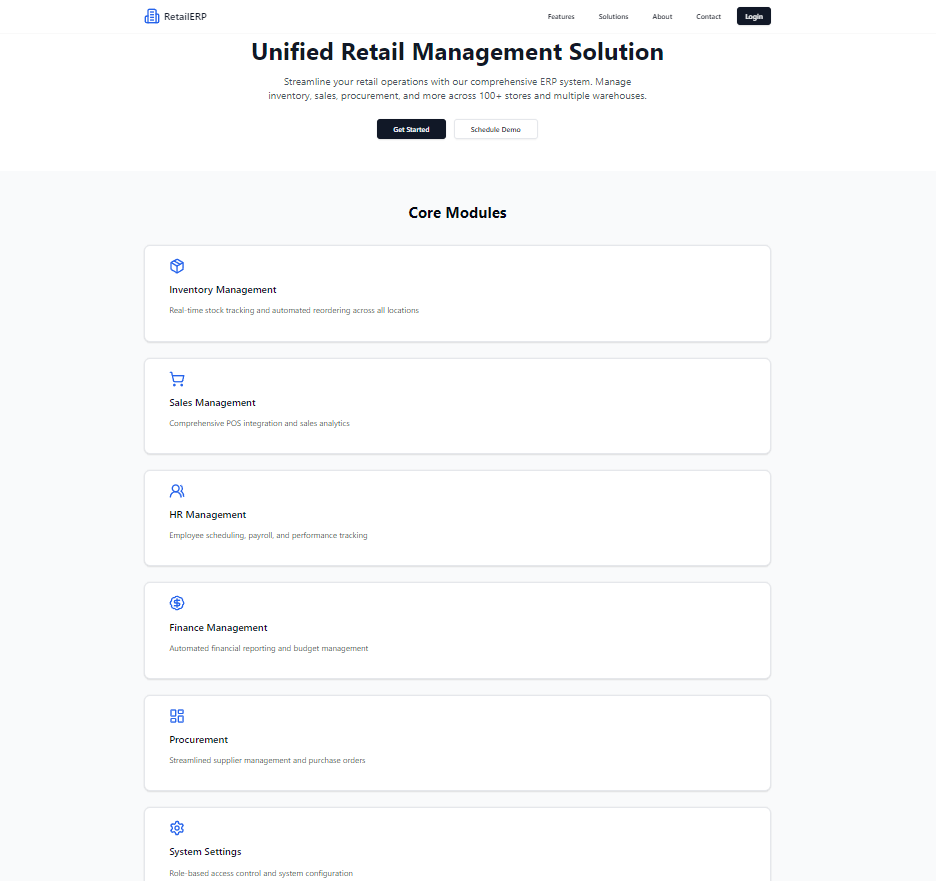 RetailERP
Features
Solutions
About
Contact
Login
Unified Retail Management Solution
Streamline your retail operations with our comprehensive ERP system. Manage
inventory, sales, procurement, and more across 100+ stores and multiple warehouses.
Get Started
Schedule Demo
Core Modules
Inventory Management
Real-time stock tracking and automated reordering across all locations
Sales Management
Comprehensive POS integration and sales analytics
HR Management
Employee scheduling, payroll, and performance tracking
Finance Management
Automated financial reporting and budget management
Procurement
Streamlined supplier management and purchase orders
System Settings
Role-based access control and system configuration